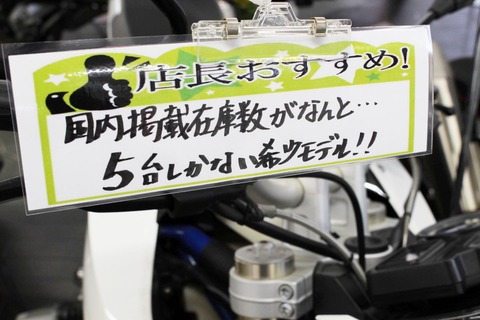 店長おすすめ!
国内掲載在庫数がなんと…
5台しかない希少モデル!!